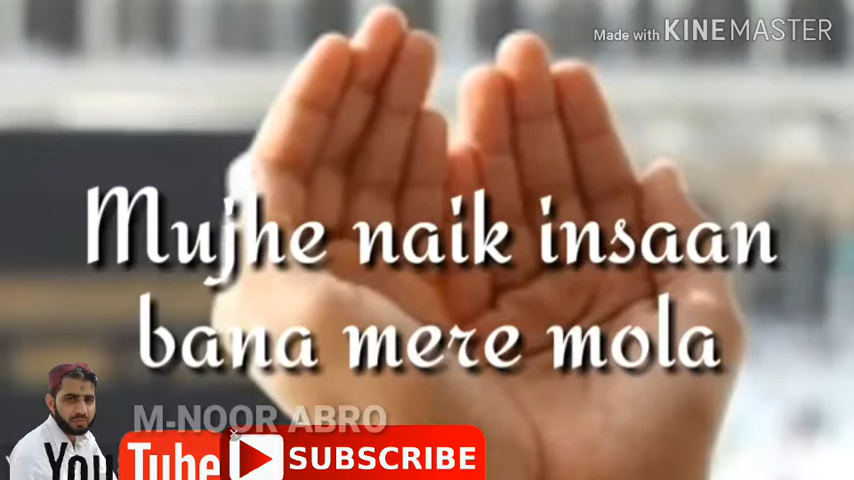 Made with KINEMASTER
Mujhe naik insaan
bana mere mola
M-NOOR ABRO
YouTube SUBSCRIBE